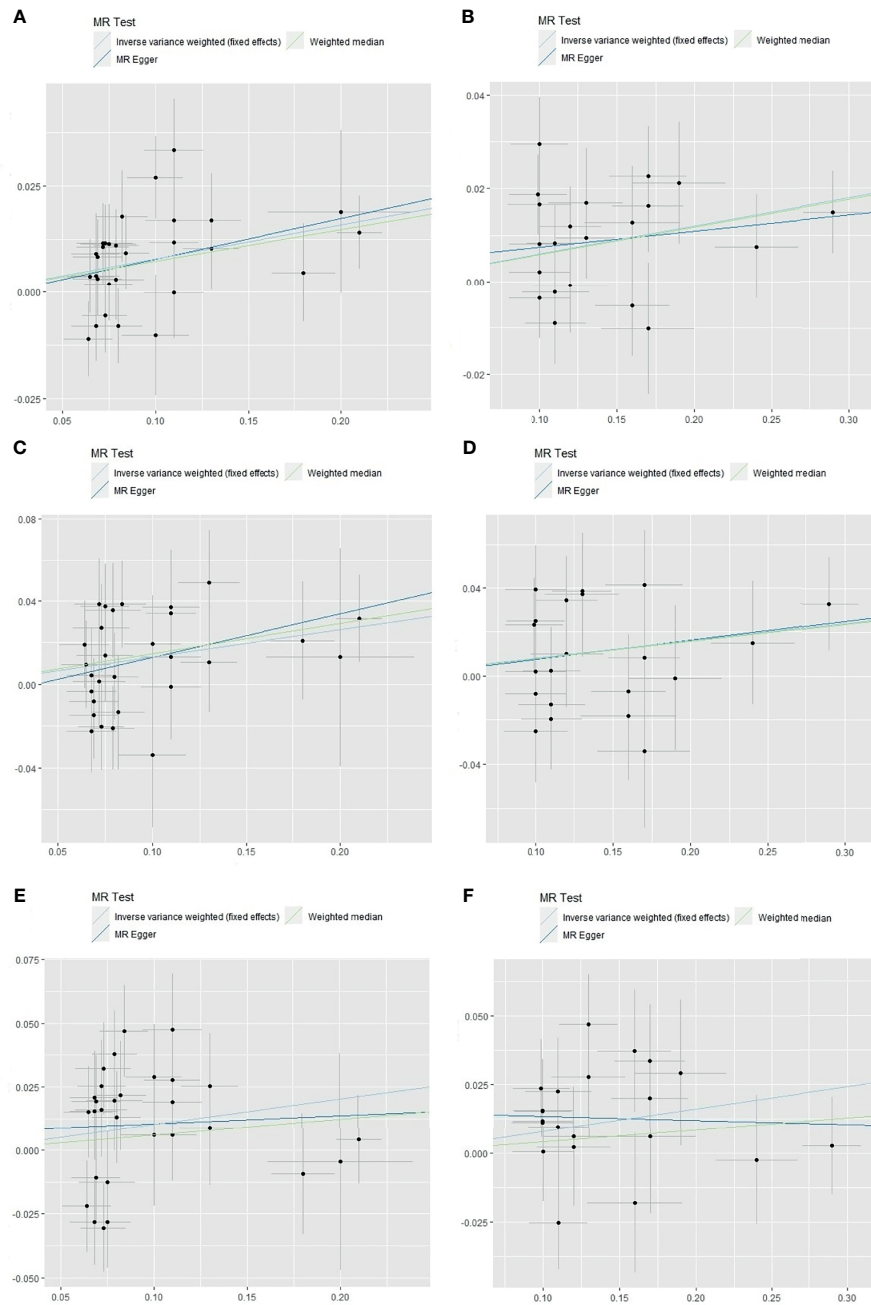 A
MR Test
Inverse variance weighted (fixed effects)
Weighted median
MR Egger
0.025
0.000
-0.025
0.05
0.10
0.15
0.20
B
MR Test
Inverse variance weighted (fixed effects)
Weighted median
MR Egger
0.04
0.02
0.00
-0.02
0.10
0.15
0.20
0.25
0.30
C
MR Test
Inverse variance weighted (fixed effects)
Weighted median
MR Egger
0.08
0.04
0.00
-0.04
0.05
0.10
0.15
0.20
D
MR Test
Inverse variance weighted (fixed effects)
Weighted median
MR Egger
0.04
0.00
-0.04
0.10
0.15
0.20
0.25
0.30
E
MR Test
Inverse variance weighted (fixed effects)
Weighted median
MR Egger
0.075
0.050
0.025
0.000
-0.025
-0.050
0.05
0.10
0.15
0.20
F
MR Test
Inverse variance weighted (fixed effects)
Weighted median
MR Egger
0.050
0.025
0.000
-0.025
0.10
0.15
0.20
0.25
0.30